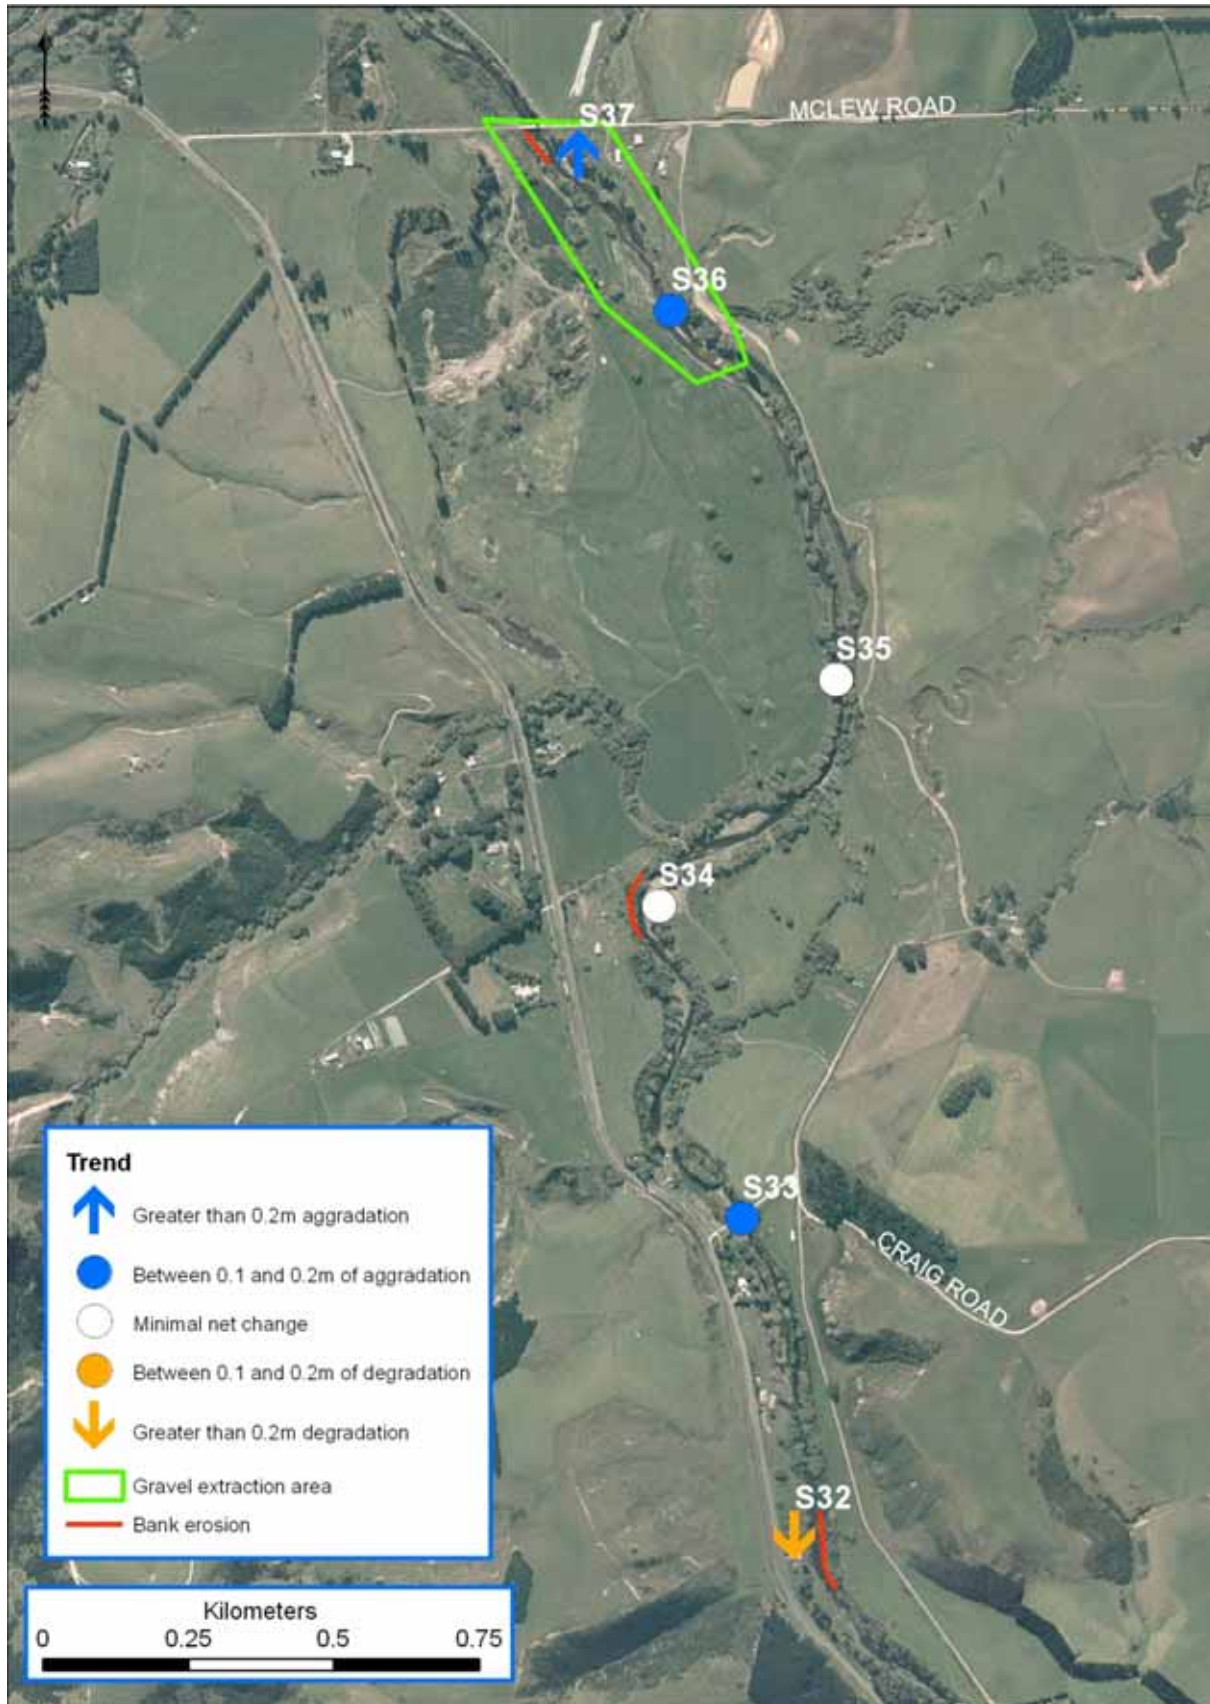 S37
MCLEW ROAD
S36
S35
S34
S33
CRAIG ROAD
S32
Trend
Greater than 0.2m aggradation
Between 0.1 and 0.2m of aggradation
Minimal net change
Between 0.1 and 0.2m of degradation
Greater than 0.2m degradation
Gravel extraction area
Bank erosion
Kilometers
0 0.25 0.5 0.75